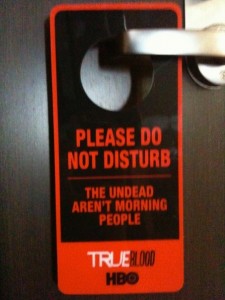 PLEASE DO
NOT DISTURB
THE UNDEAD
AREN'T MORNING
PEOPLE
TRUEBLOOD
HBO